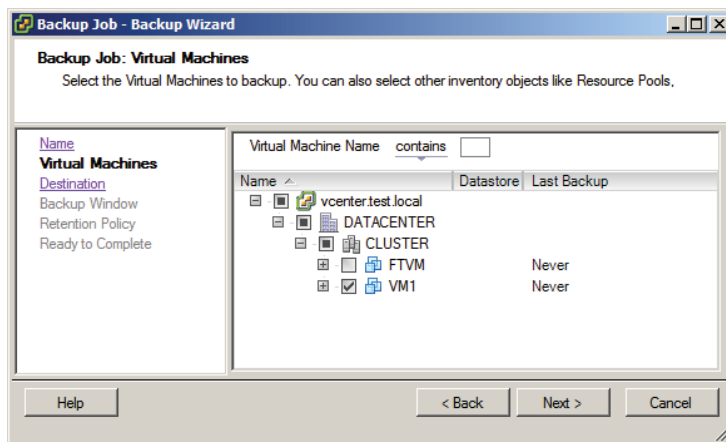 Backup Job - Backup Wizard
Backup Job: Virtual Machines
Select the Virtual Machines to backup. You can also select other inventory objects like Resource Pools,
Name
Virtual Machines
Destination
Backup Window
Retention Policy
Ready to Complete
Virtual Machine Name contains
Name Datastore Last Backup
vcenter.test.local
DATACENTER
CLUSTER
FTVM Never
VM1 Never
Help < Back Next > Cancel